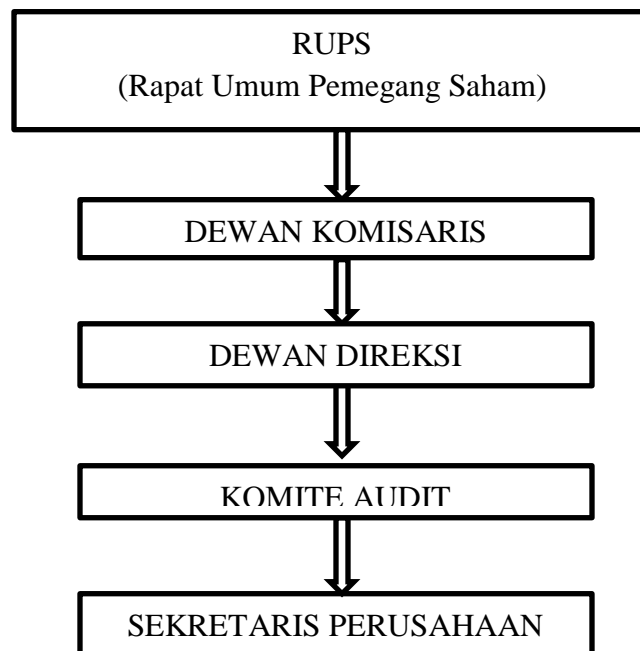 RUPS
(Rapat Umum Pemegang Saham)
DEWAN KOMISARIS
DEWAN DIREKSI
KOMITE AUDIT
SEKRETARIS PERUSAHAAN